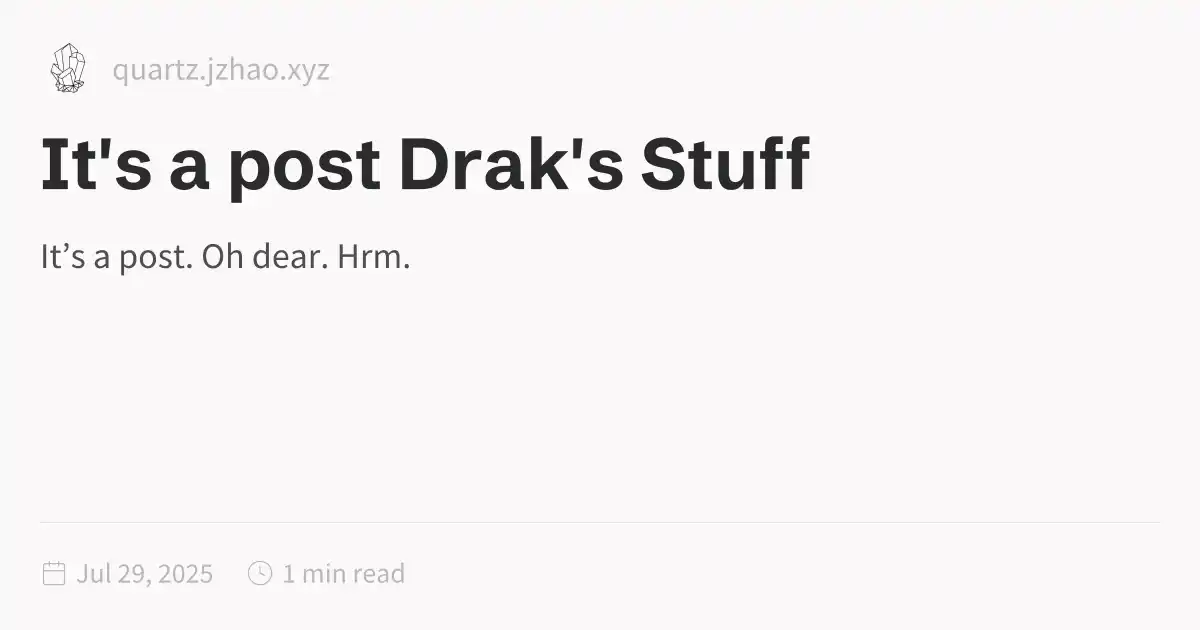 quartz.jzhao.xyz
It's a post Drak's Stuff
It’s a post. Oh dear. Hrm.
Jul 29, 2025
1 min read